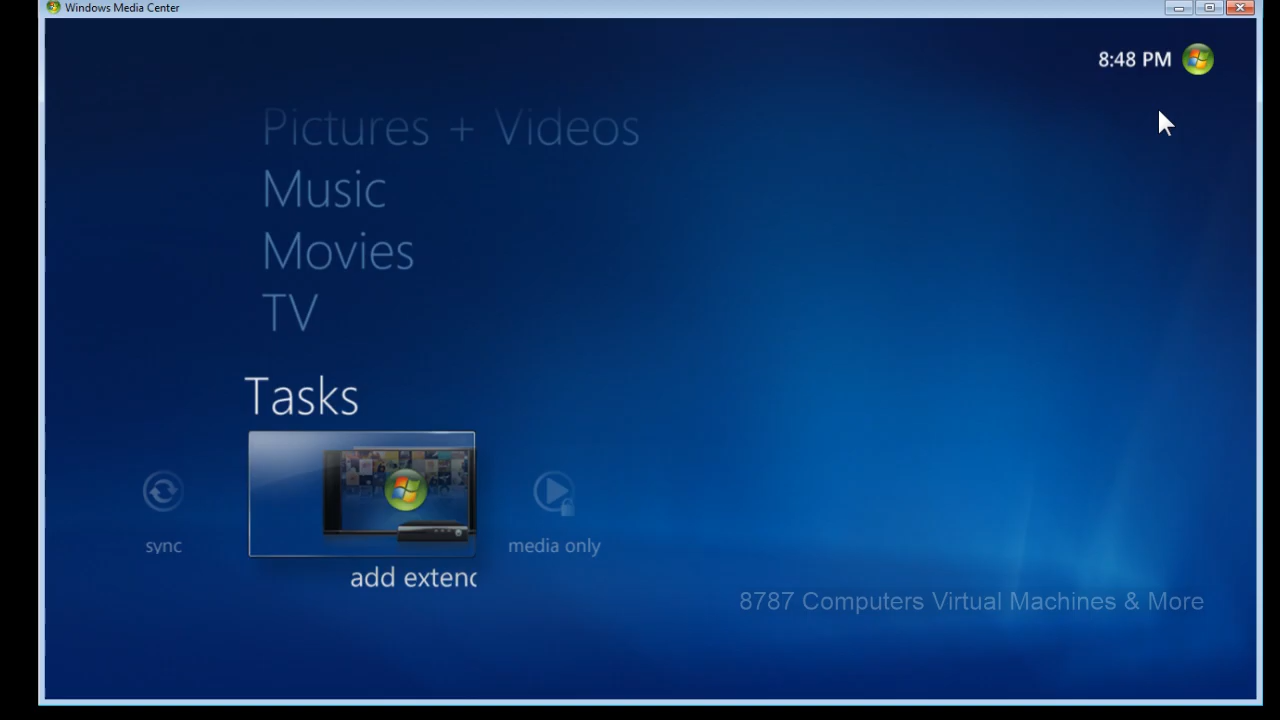 Windows Media Center
8:48 PM
Pictures + Videos
Music
Movies
TV
Tasks
sync
add extenc
media only
8787 Computers Virtual Machines & More